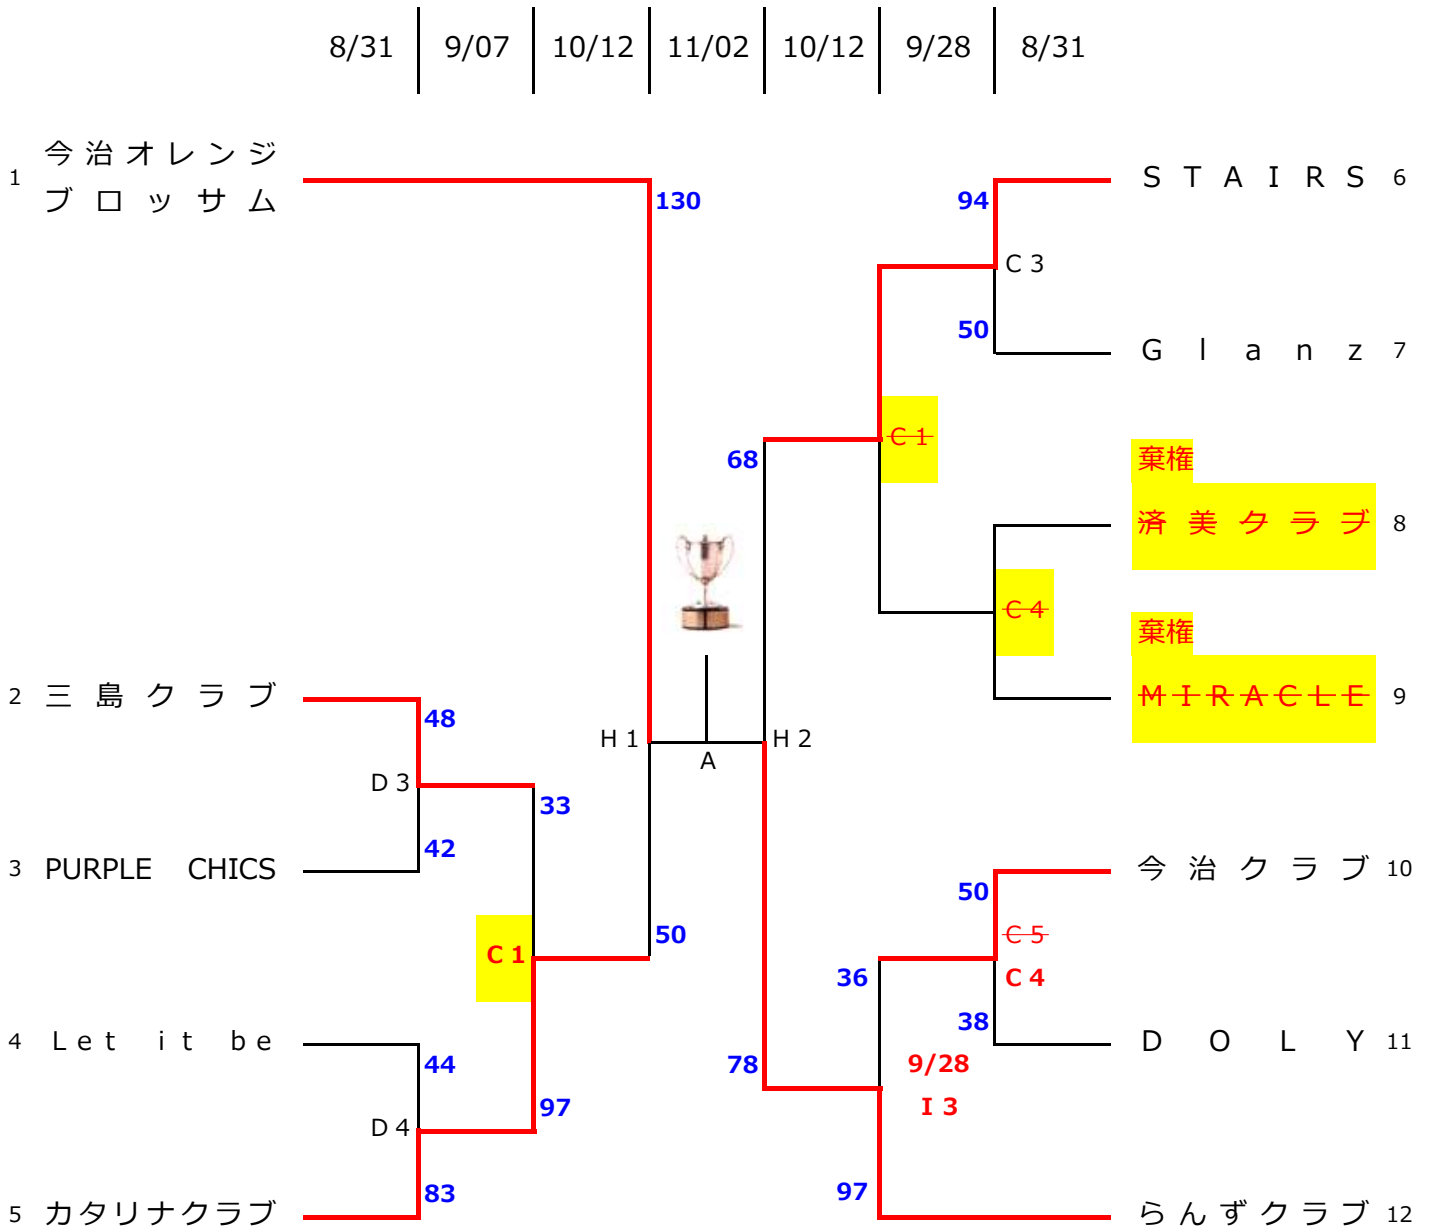 8/31 9/07 10/12 11/02 10/12 9/28 8/31
1 今治オレンジ
ブロッサム
130
94
STAIRS 6
C3
50
Glanz 7
C1
68
棄権
済美クラブ 8
C4
棄権
MIRACLE 9
2 三島クラブ
48
D3
33
42
3 PURPLE CHICS
H1
A
H2
50
今治クラブ 10
C5
C4
36
38
DOLY 11
C1
50
4 Let it be
44
D4
97
83
5 カタリナクラブ
78
9/28
I3
97
らんずクラブ 12